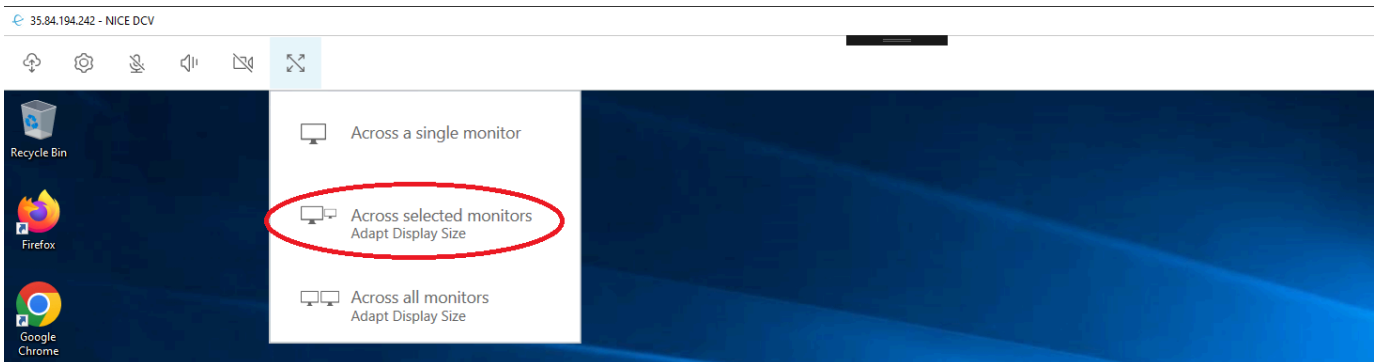 35.84.194.242 - NICE DCV
Across a single monitor
Recycle Bin
Across selected monitors
Adapt Display Size
Firefox
Across all monitors
Adapt Display Size
Google
Chrome